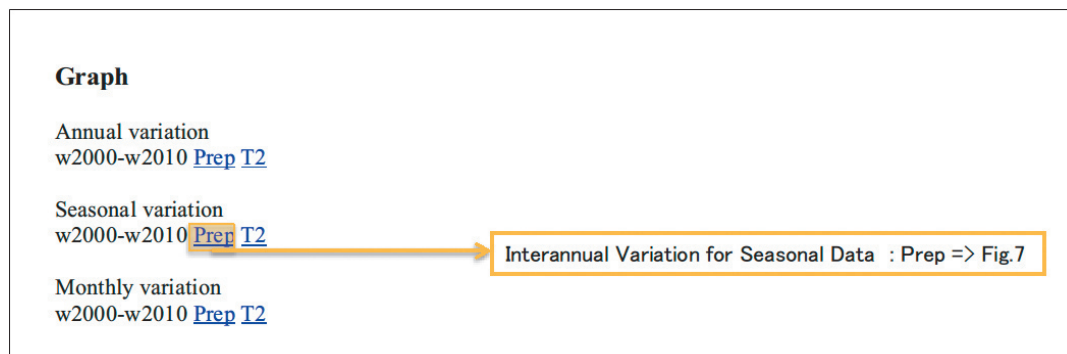 Graph
Annual variation
w2000-w2010 Prep T2
Seasonal variation
w2000-w2010 Prep T2
Interannual Variation for Seasonal Data : Prep => Fig.7
Monthly variation
w2000-w2010 Prep T2